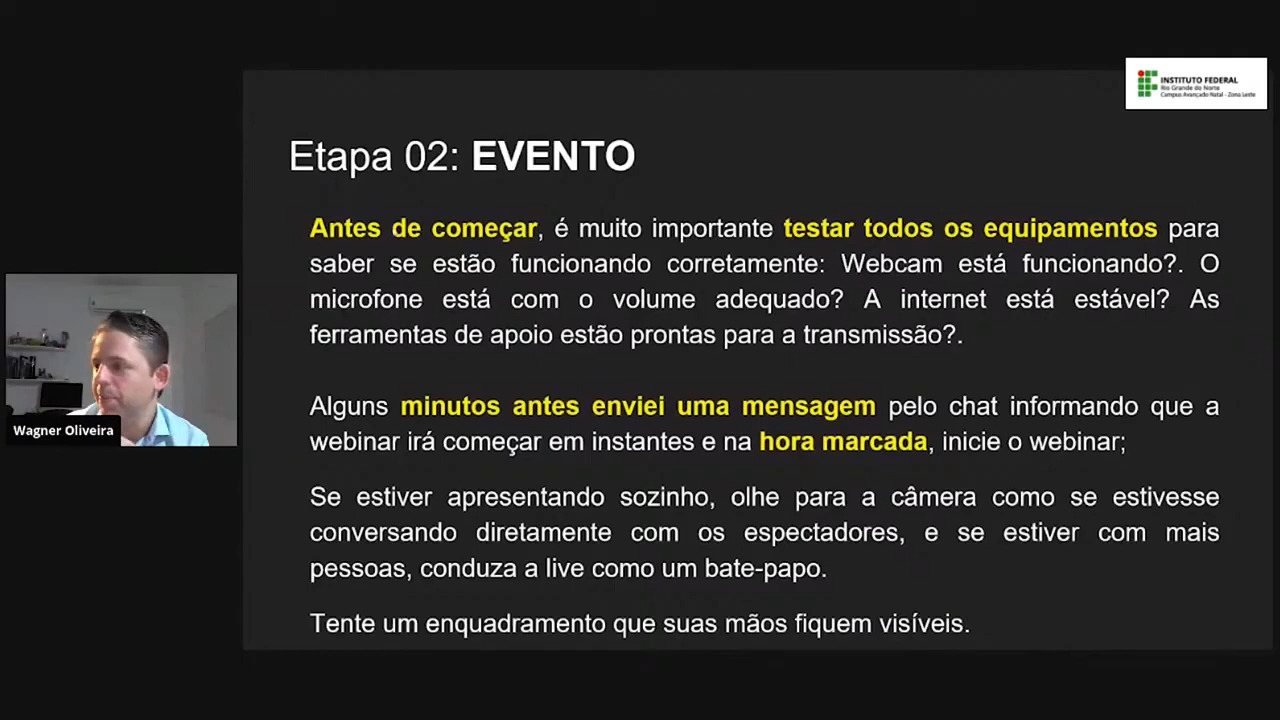 INSTITUTO FEDERAL
Rio Grande do Norte
Campus Avançado Natal - Zona Leste
Etapa 02: EVENTO
Antes de começar, é muito importante testar todos os equipamentos para
saber se estão funcionando corretamente: Webcam está funcionando?. O
microfone está com o volume adequado? A internet está estável? As
ferramentas de apoio estão prontas para a transmissão?.
Alguns minutos antes enviei uma mensagem pelo chat informando que a
webinar irá começar em instantes e na hora marcada, inicie o webinar;
Se estiver apresentando sozinho, olhe para a câmera como se estivesse
conversando diretamente com os espectadores, e se estiver com mais
pessoas, conduza a live como um bate-papo.
Tente um enquadramento que suas mãos fiquem visíveis.
Wagner Oliveira